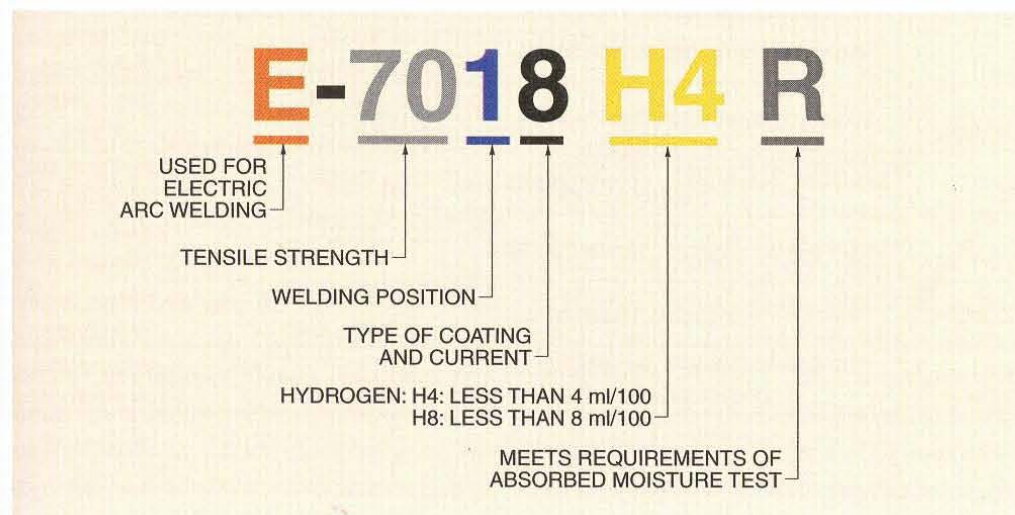 E-7018 H4 R
USED FOR
ELECTRIC
ARC WELDING
TENSILE STRENGTH
WELDING POSITION
TYPE OF COATING
AND CURRENT
HYDROGEN: H4: LESS THAN 4 ml/100
H8: LESS THAN 8 ml/100
MEETS REQUIREMENTS OF
ABSORBED MOISTURE TEST